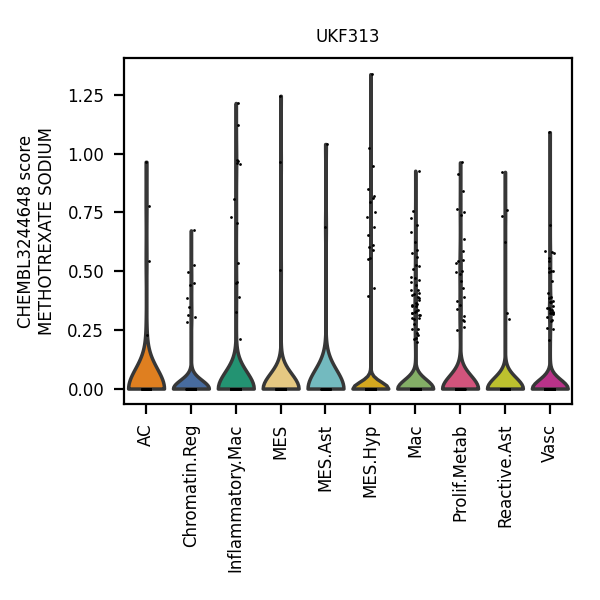 UKF313
CHEMBL3244648 score
METHOTREXATE SODIUM
1.25
1.00
0.75
0.50
0.25
0.00
AC
Chromatin.Reg
Inflammatory.Mac
MES
MES.Ast
MES.Hyp
Mac
Prolif.Metab
Reactive.Ast
Vasc